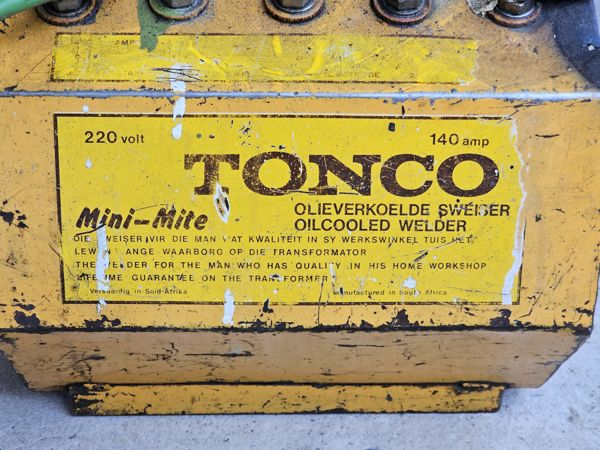 AMP
220 volt 140 amp
TONCO
Mini-Mite
OLIEVERKOELDE SWEISER
OILCOOLED WELDER
DIE SWEISER VIR DIE MAN WAT KWALITEIT IN SY WERKSWINKEL TUIS HET
LEWENSLANGE WAARBORG OP DIE TRANSFORMATOR
THE WELDER FOR THE MAN WHO HAS QUALITY IN HIS HOME WORKSHOP
LIFETIME GUARANTEE ON THE TRANSFORMER
Vervaardig in Suid-Afrika Manufactured in South Africa